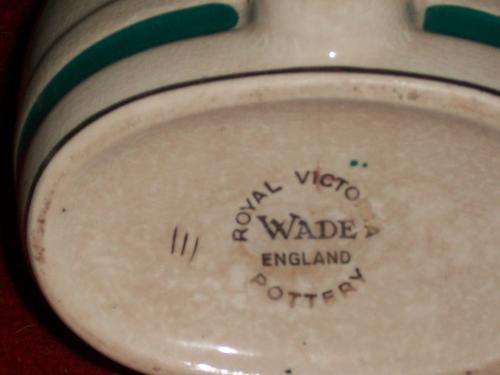 ROYAL VICTO A
WADE
ENGLAND
POTTERY